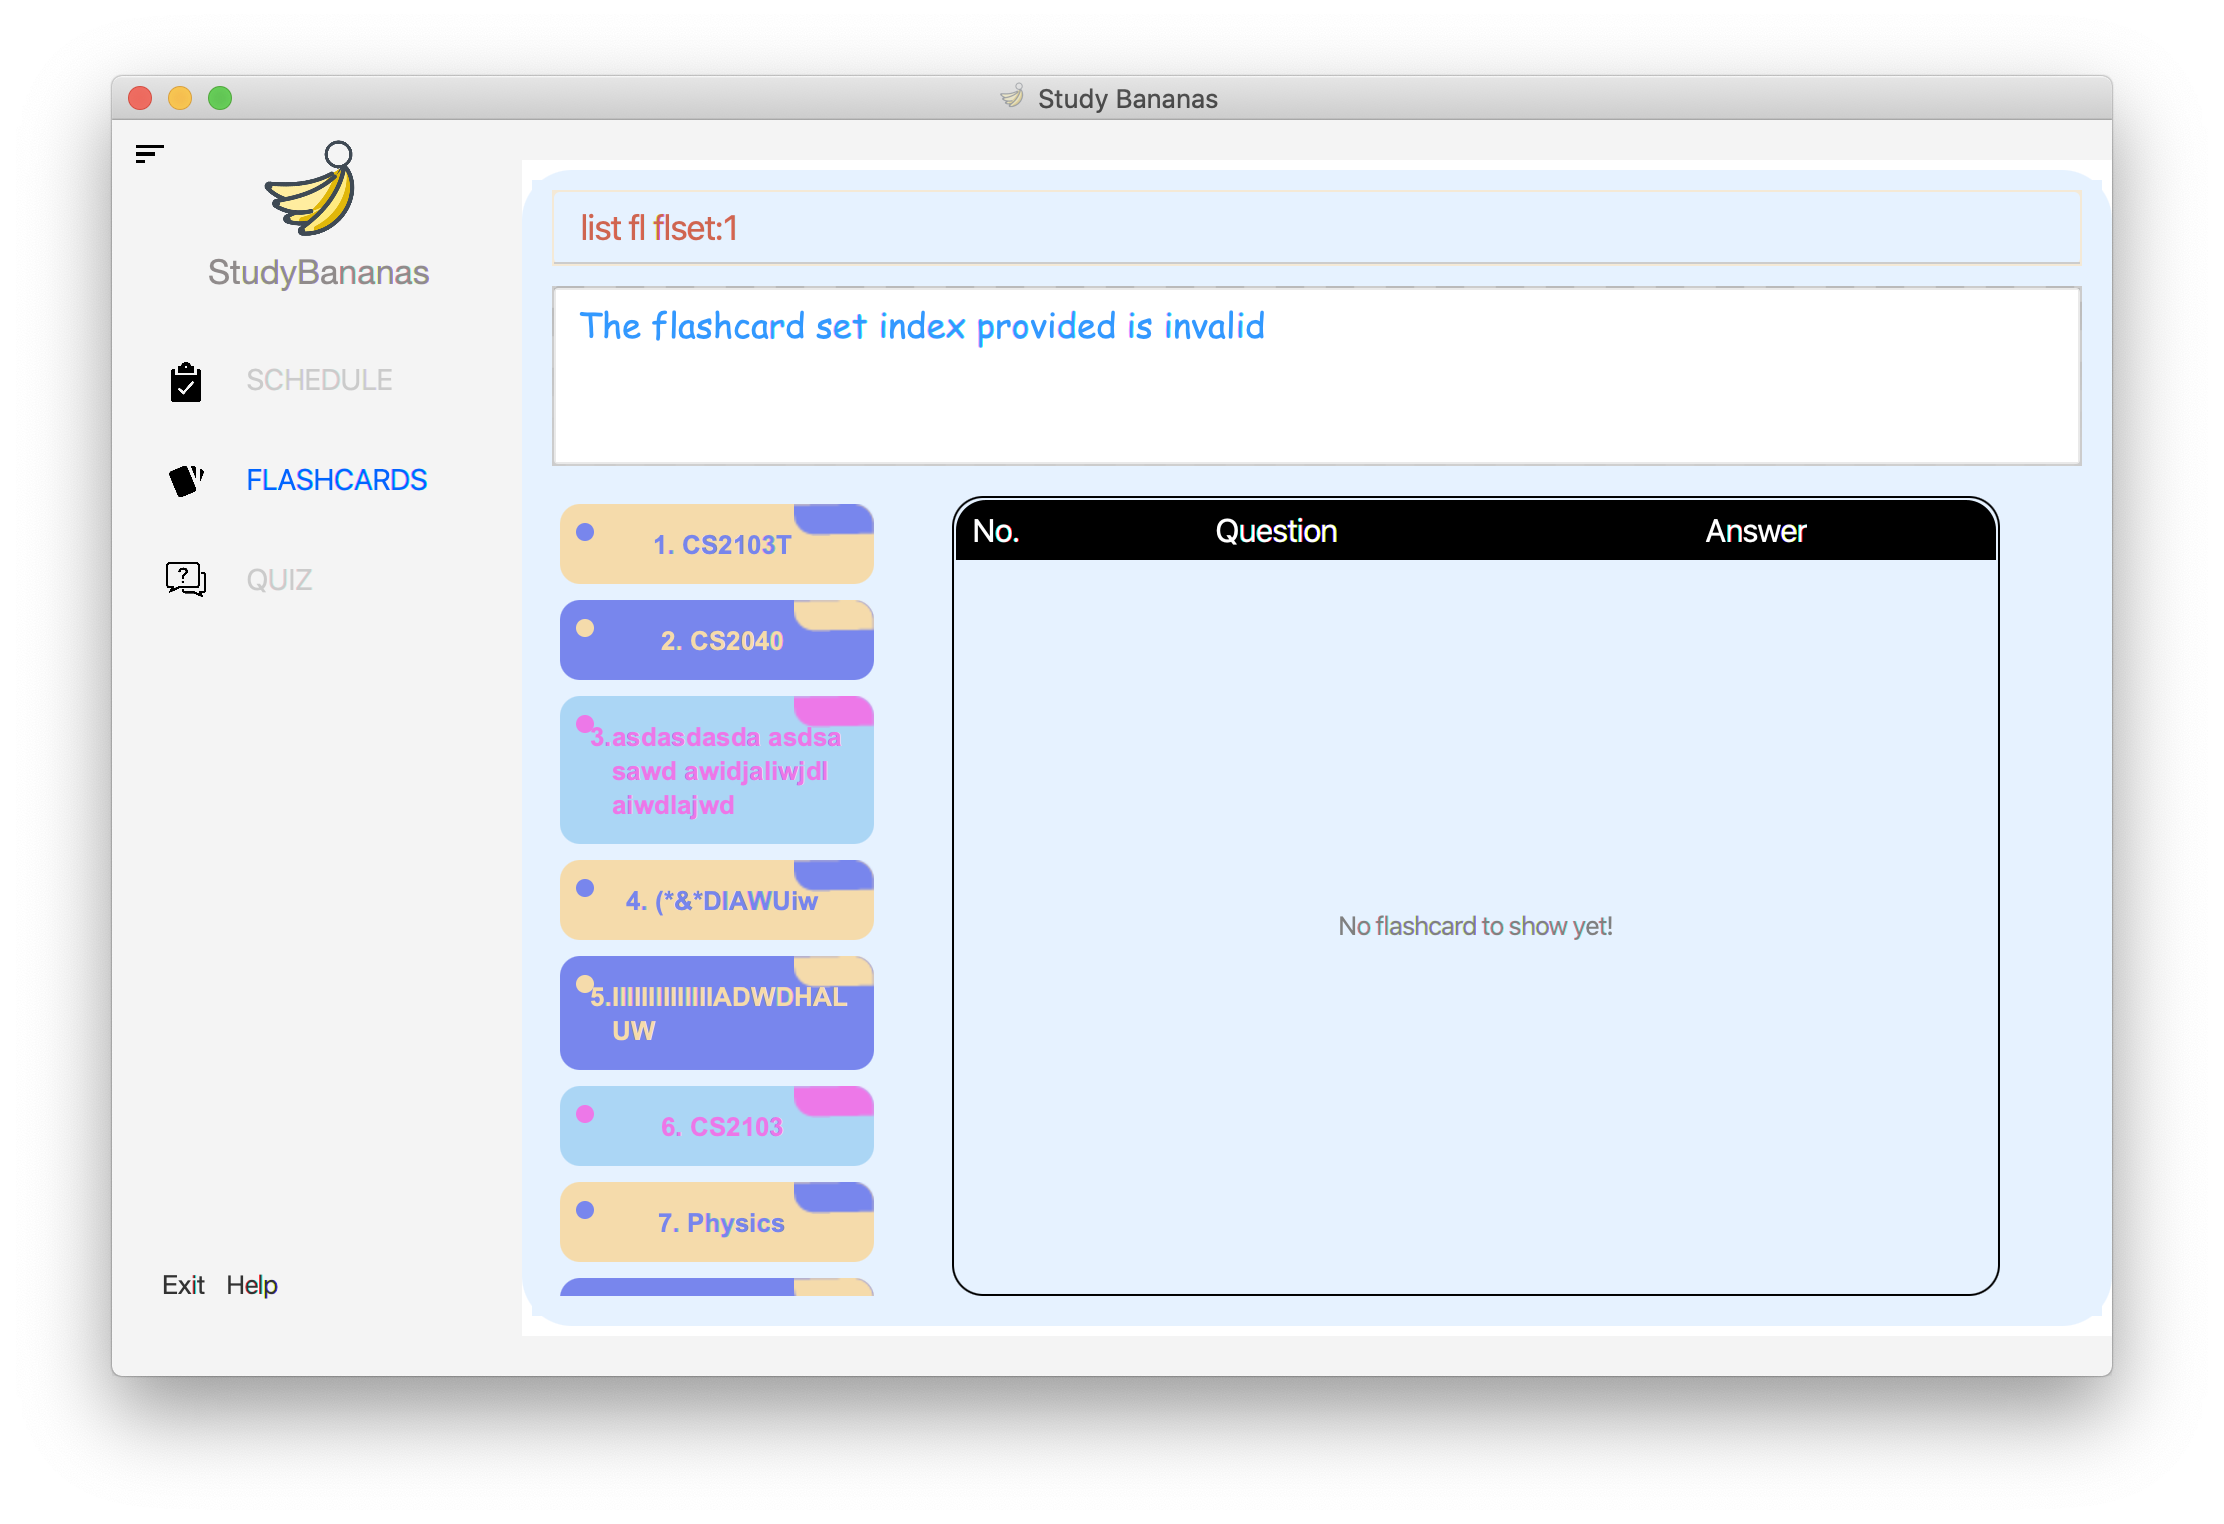 Study Bananas
StudyBananas
SCHEDULE
FLASHCARDS
QUIZ
Exit Help
list fl flset:1
The flashcard set index provided is invalid
1. CS2103T
2. CS2040
3.asdasdasda asdsa
sawd awidjaliwjdl
aiwdlajwd
4. (*&*DIAWUiw
5.llllllllllllllADWDHAL
UW
6. CS2103
7. Physics
No. Question Answer
No flashcard to show yet!